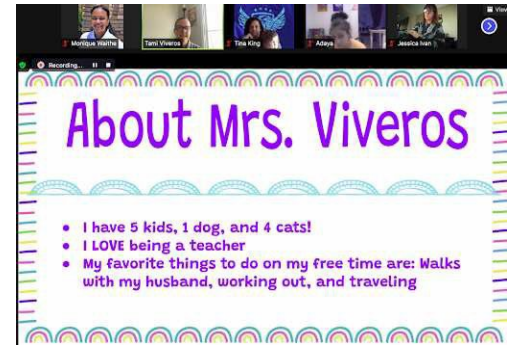 View
Monique Waithe
Tami Viveros
Tina King
Adaya
Jessica Ivan
Recording...
About Mrs. Viveros
• I have 5 kids, 1 dog, and 4 cats!
• I LOVE being a teacher
• My favorite things to do on my free time are: Walks
with my husband, working out, and traveling